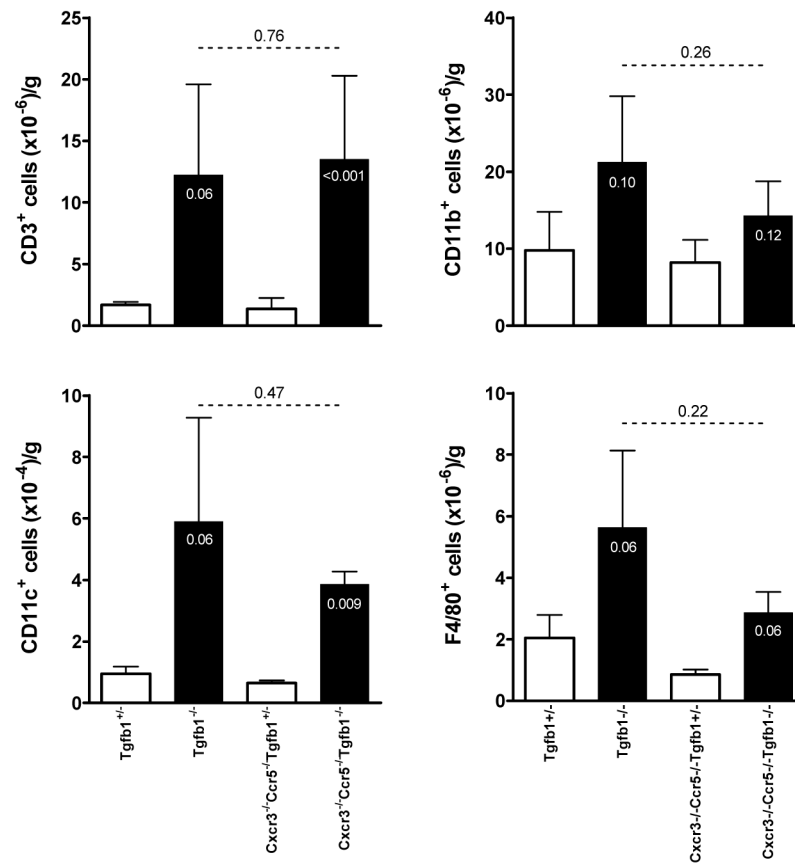 CD3⁺ cells (x10⁻⁶)/g
25
20
15
10
5
0
0.76
0.06
<0.001
CD11b⁺ cells (x10⁻⁶)/g
40
30
20
10
0
0.26
0.10
0.12
CD11c⁺ cells (x10⁻⁴)/g
10
8
6
4
2
0
0.47
0.06
0.009
Tgfb1⁺/⁻
Tgfb1⁻/⁻
Cxcr3⁻/⁻Ccr5⁻/⁻Tgfb1⁺/⁻
Cxcr3⁻/⁻Ccr5⁻/⁻Tgfb1⁻/⁻
F4/80⁺ cells (x10⁻⁶)/g
10
8
6
4
2
0
0.22
0.06
0.06
Tgfb1+/-
Tgfb1-/-
Cxcr3-/-Ccr5-/-Tgfb1+/-
Cxcr3-/-Ccr5-/-Tgfb1-/-